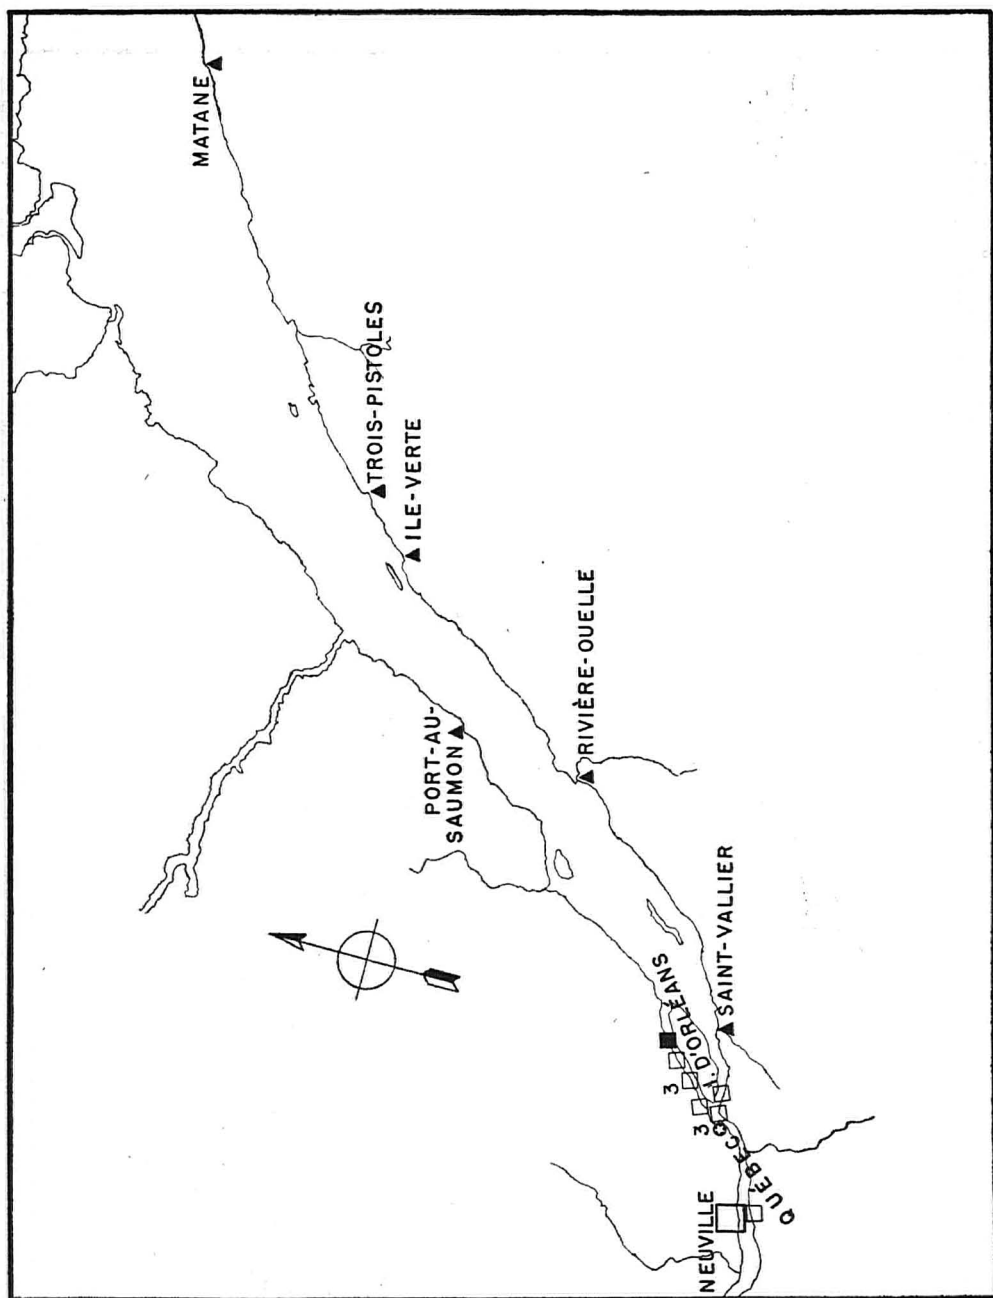 MATANE
TROIS-PISTOLES
ILE-VERTE
PORT-AU-
SAUMON
RIVIÈRE-OUELLE
SAINT-VALLIER
I. D'ORLÉANS
3
3
QUÉBEC
NEUVILLE